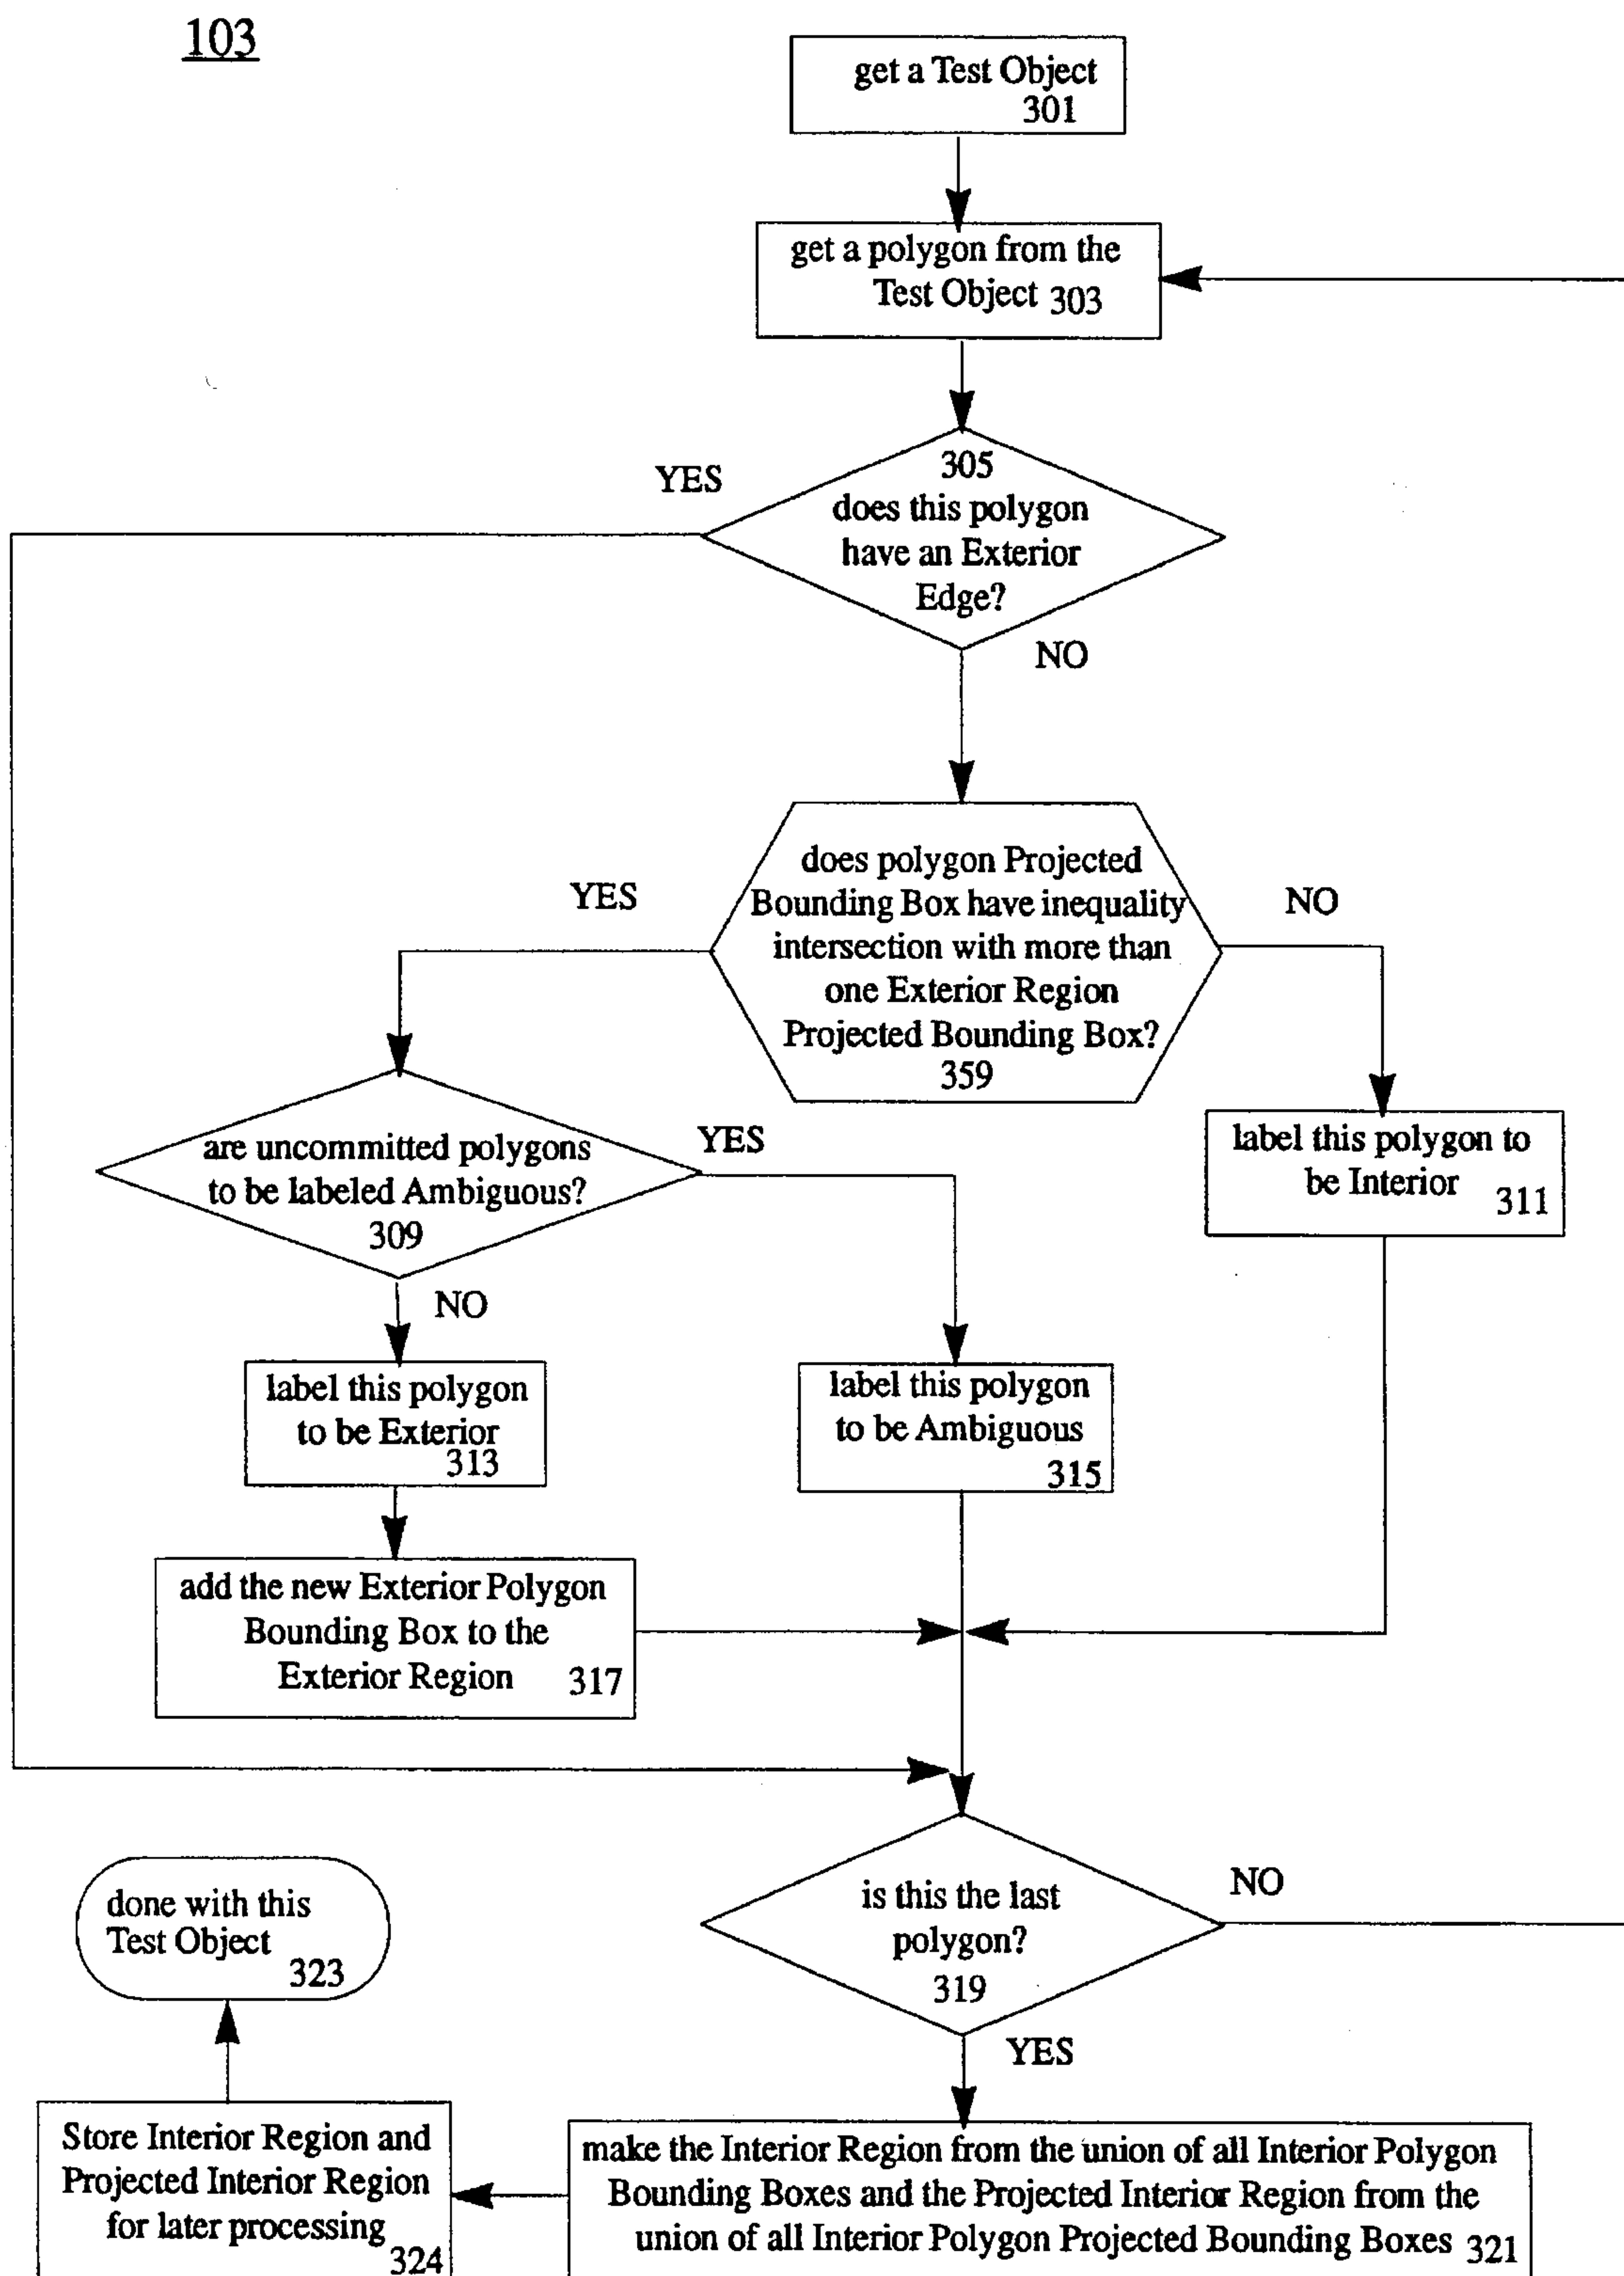 103
get a Test Object
301
get a polygon from the
Test Object 303
YES
305
does this polygon
have an Exterior
Edge?
NO
YES
does polygon Projected
Bounding Box have inequality
intersection with more than
one Exterior Region
Projected Bounding Box?
359
NO
are uncommitted polygons
to be labeled Ambiguous?
309
YES
label this polygon to
be Interior 311
NO
label this polygon
to be Exterior
313
label this polygon
to be Ambiguous
315
add the new Exterior Polygon
Bounding Box to the
Exterior Region 317
is this the last
polygon?
319
NO
YES
done with this
Test Object
323
Store Interior Region and
Projected Interior Region
for later processing
324
make the Interior Region from the union of all Interior Polygon
Bounding Boxes and the Projected Interior Region from the
union of all Interior Polygon Projected Bounding Boxes 321